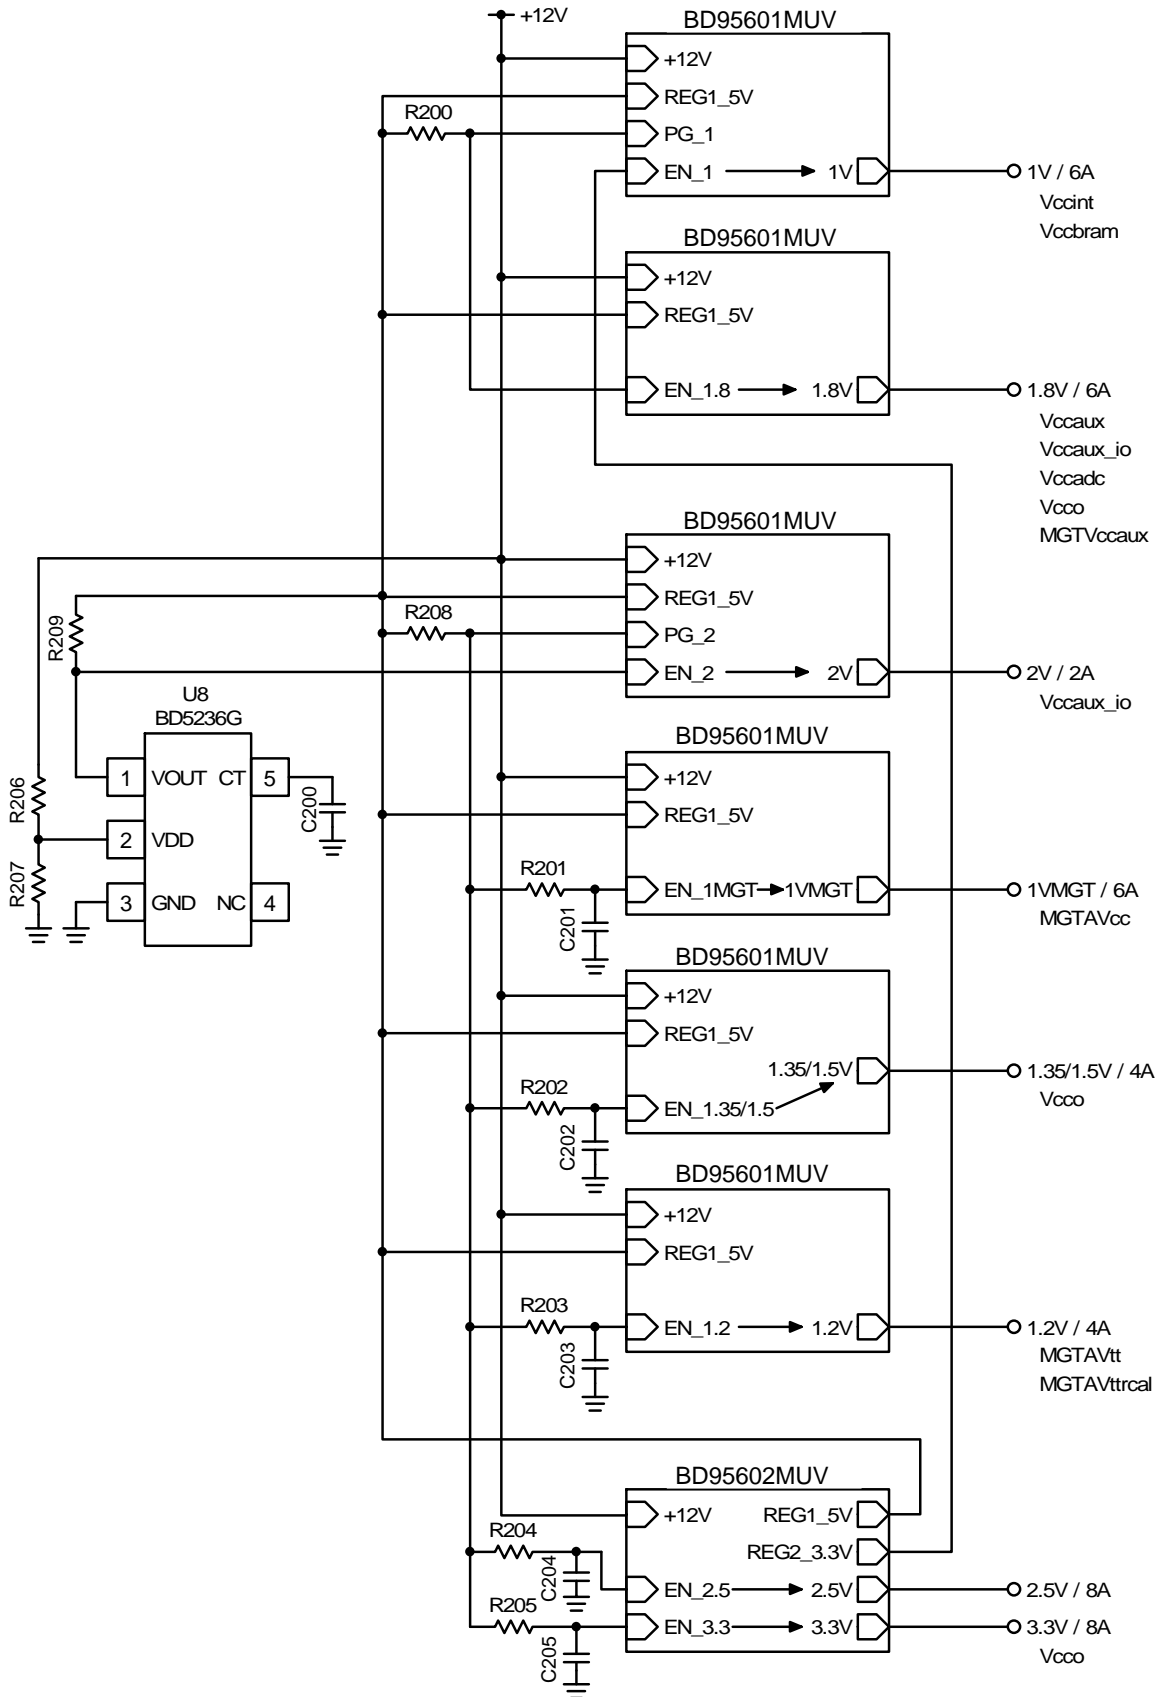 +12V
BD95601MUV
+12V
REG1_5V
R200
PG_1
EN_1
1V
1V / 6A
Vccint
Vccbram
BD95601MUV
+12V
REG1_5V
EN_1.8
1.8V
1.8V / 6A
Vccaux
Vccaux_io
Vccadc
Vcco
MGTVccaux
BD95601MUV
+12V
REG1_5V
R208
PG_2
EN_2
2V
2V / 2A
Vccaux_io
R209
U8
BD5236G
1
VOUT
CT
5
2
VDD
3
GND
NC
4
R206
R207
C200
BD95601MUV
+12V
REG1_5V
R201
C201
EN_1MGT
1VMGT
1VMGT / 6A
MGTAVcc
BD95601MUV
+12V
REG1_5V
1.35/1.5V
R202
C202
EN_1.35/1.5
1.35/1.5V / 4A
Vcco
BD95601MUV
+12V
REG1_5V
R203
C203
EN_1.2
1.2V
1.2V / 4A
MGTAVtt
MGTAVttrcal
BD95602MUV
+12V
REG1_5V
REG2_3.3V
R204
C204
EN_2.5
2.5V
2.5V / 8A
R205
C205
EN_3.3
3.3V
3.3V / 8A
Vcco